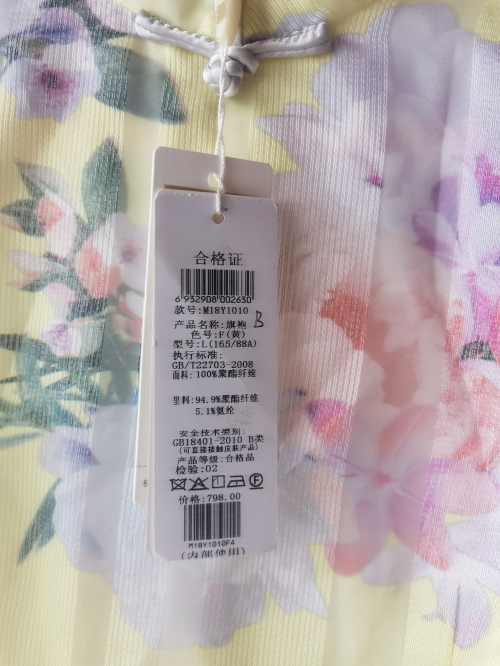 合格证
6 932908 002630
款号:M18Y1010
产品名称:旗袍 B
色号:F(黄)
型号:L(165/88A)
执行标准:
GB/T22703-2008
面料: 100%聚酯纤维
里料: 94.9%聚酯纤维
5.1%氨纶
安全技术类别:
GB18401-2010 B类
(可直接接触皮肤产品)
产品等级:合格品
检验:02
价格:798.00
M18Y1010F4
(内部使用)